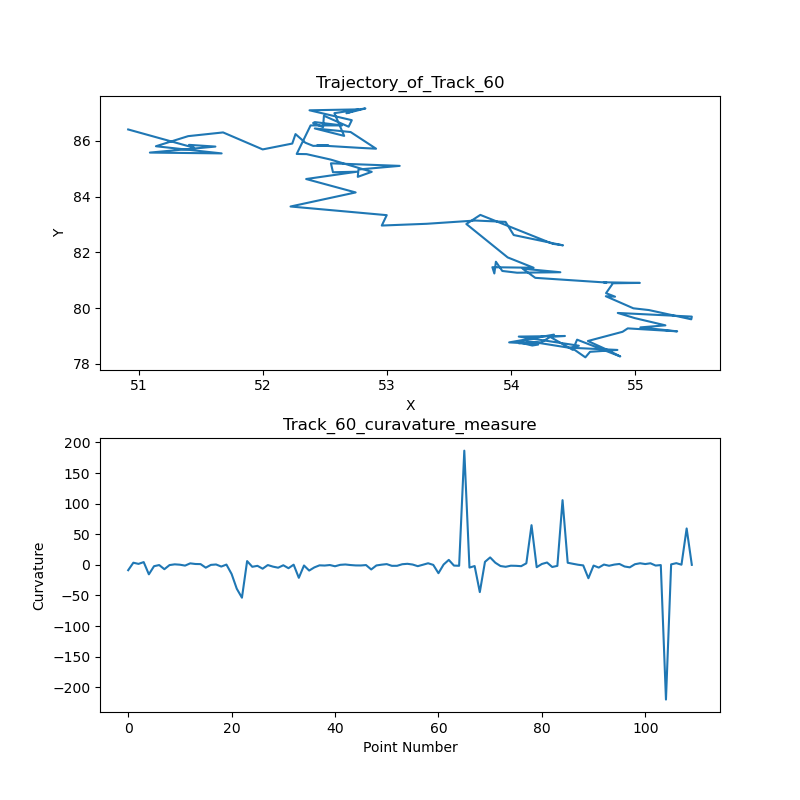 Trajectory_of_Track_60
86
84
82
80
78
Y
51 52 53 54 55
X
Track_60_curavature_measure
200
150
100
50
0
−50
−100
−150
−200
Curvature
0 20 40 60 80 100
Point Number